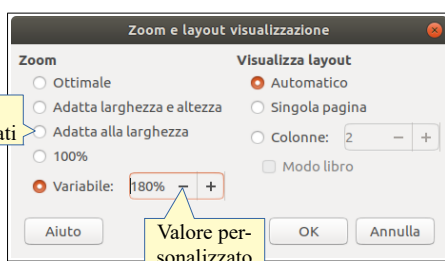 Zoom e layout visualizzazione
Zoom
Ottimale
Adatta larghezza e altezza
Adatta alla larghezza
100%
Variabile: 180% − +
Visualizza layout
Automatico
Singola pagina
Colonne: 2 − +
Modo libro
ati
Valore per-
sonalizzato
Aiuto
OK
Annulla